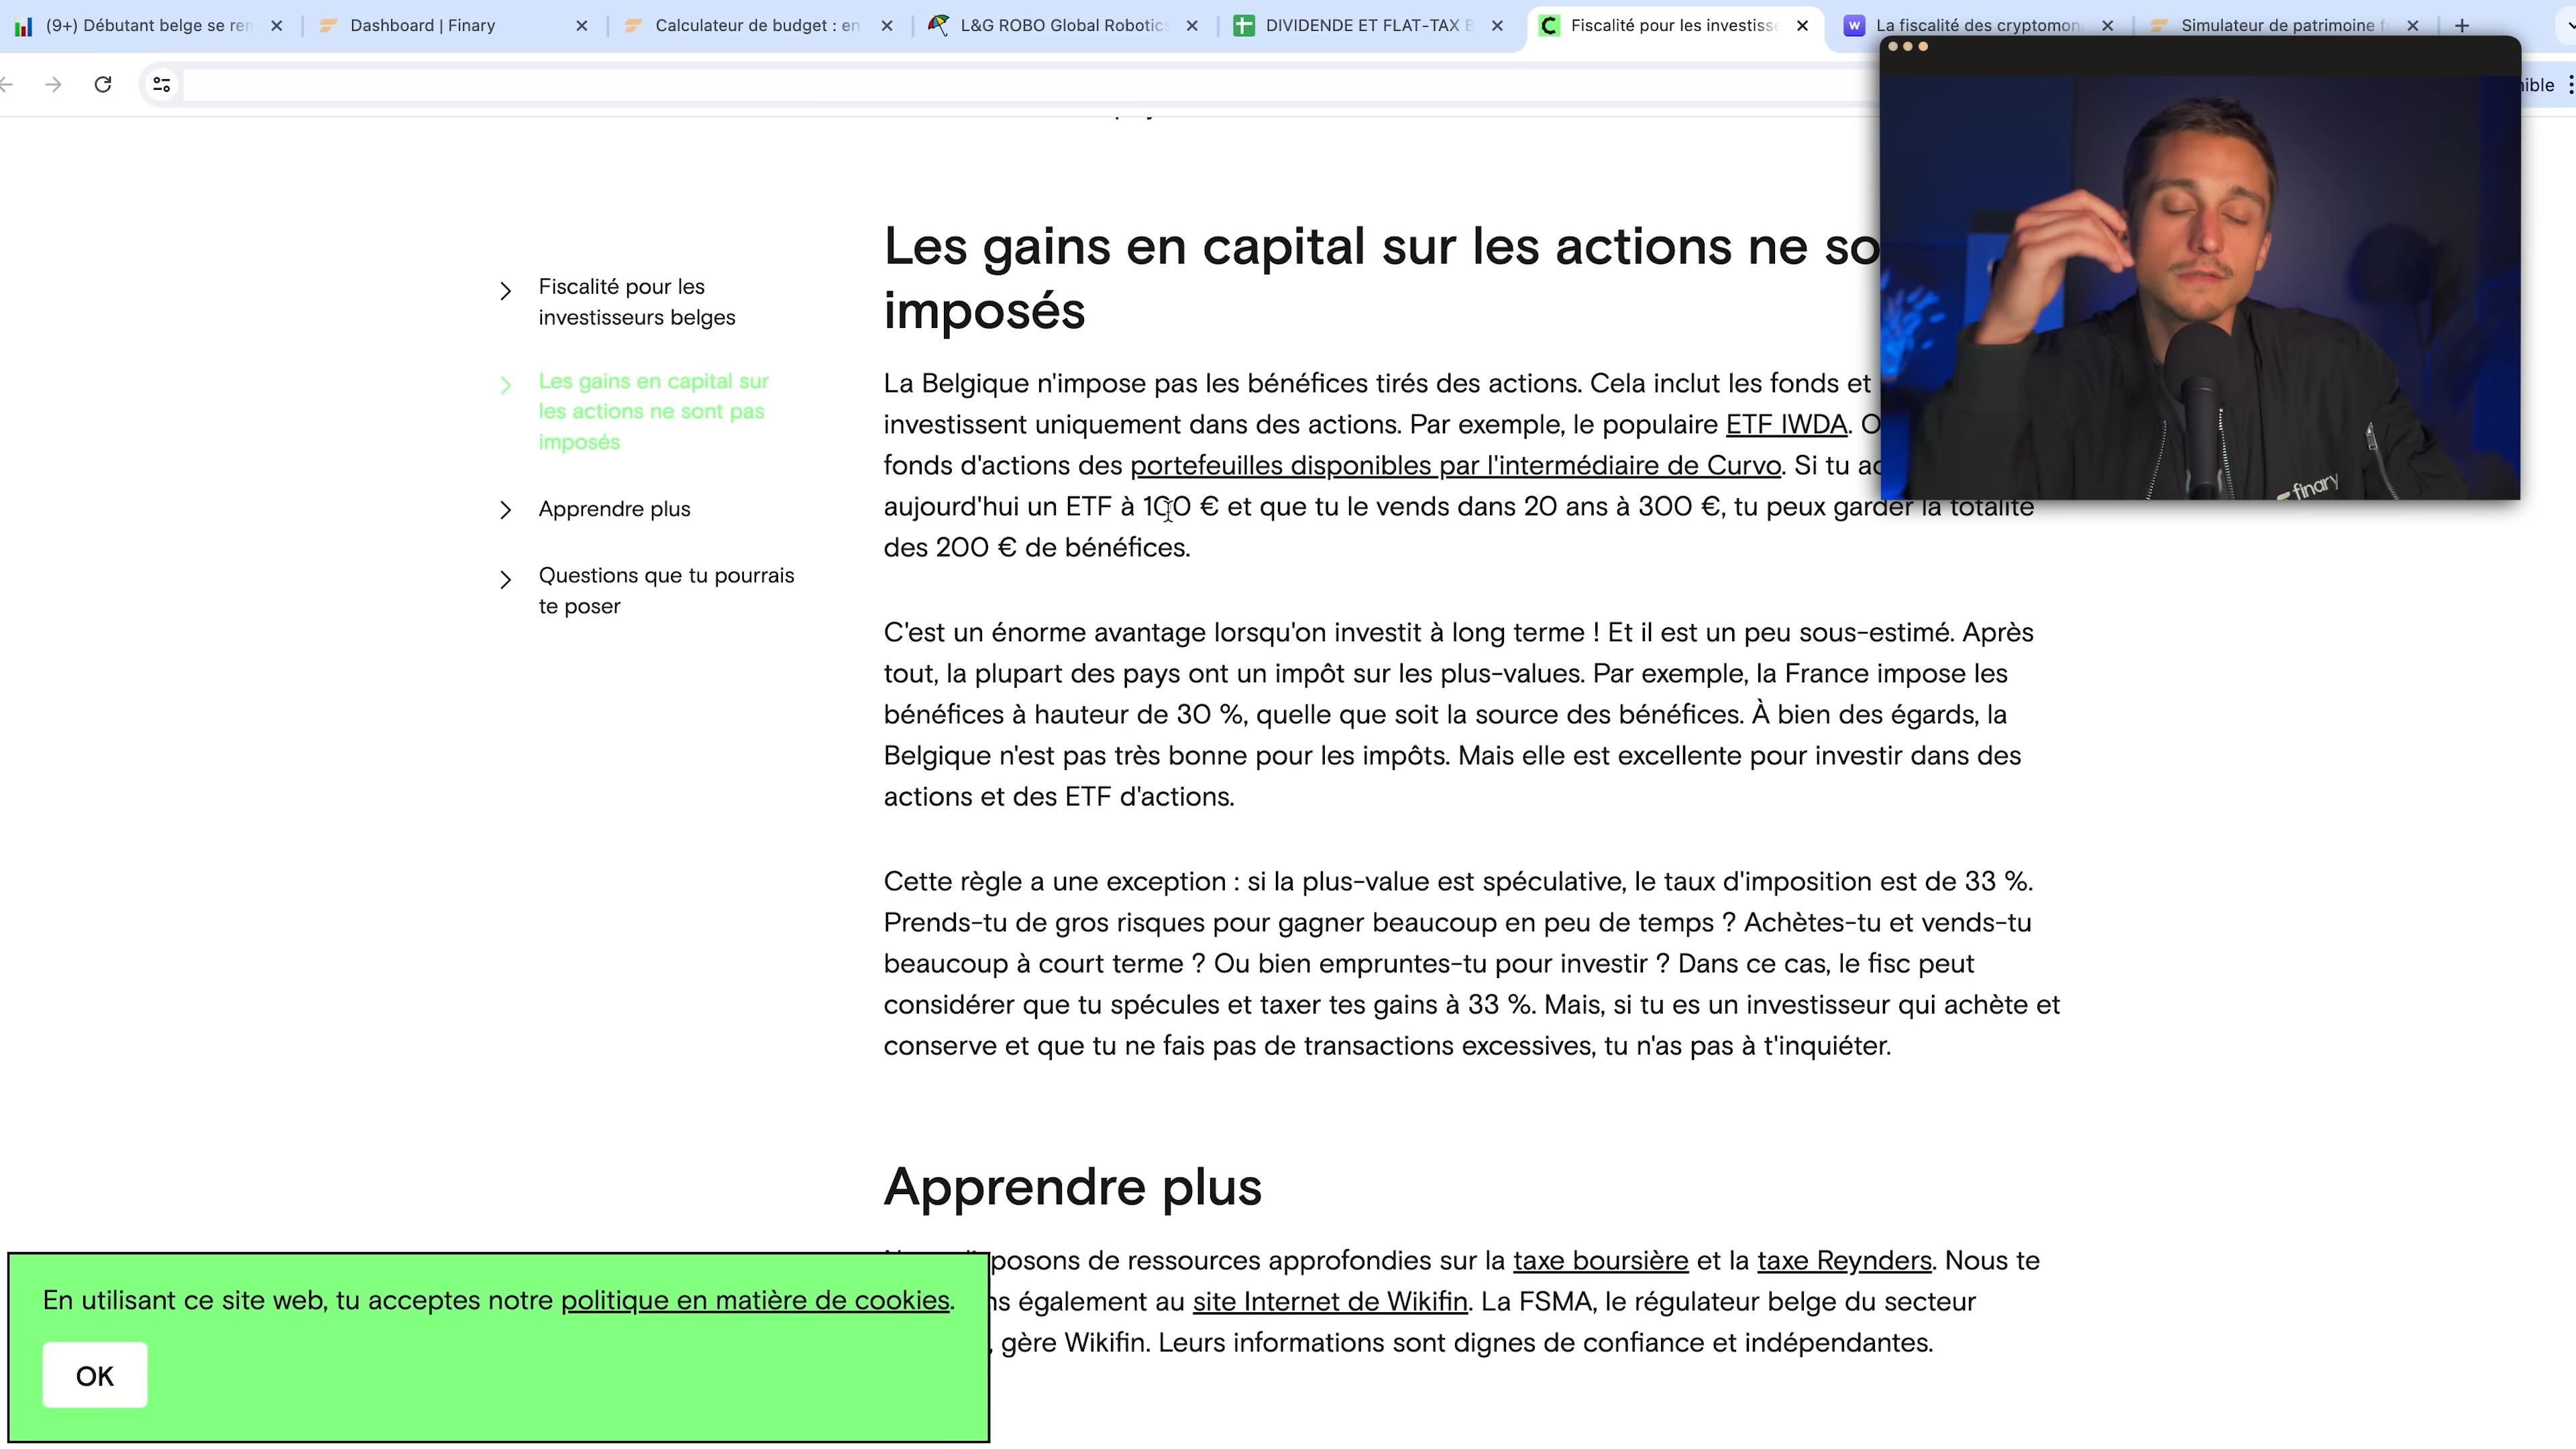 (9+) Débutant belge se ren
Dashboard | Finary
Calculateur de budget : en
L&G ROBO Global Robotics
DIVIDENDE ET FLAT-TAX B
Fiscalité pour les investisse
La fiscalité des cryptomon
Simulateur de patrimoine f
nible
Fiscalité pour les
investisseurs belges
Les gains en capital sur
les actions ne sont pas
imposés
Apprendre plus
Questions que tu pourrais
te poser
Les gains en capital sur les actions ne so
imposés
La Belgique n'impose pas les bénéfices tirés des actions. Cela inclut les fonds et
investissent uniquement dans des actions. Par exemple, le populaire ETF IWDA. O
fonds d'actions des portefeuilles disponibles par l'intermédiaire de Curvo. Si tu ac
aujourd'hui un ETF à 100 € et que tu le vends dans 20 ans à 300 €, tu peux garder la totalité
des 200 € de bénéfices.
C'est un énorme avantage lorsqu'on investit à long terme ! Et il est un peu sous-estimé. Après
tout, la plupart des pays ont un impôt sur les plus-values. Par exemple, la France impose les
bénéfices à hauteur de 30 %, quelle que soit la source des bénéfices. À bien des égards, la
Belgique n'est pas très bonne pour les impôts. Mais elle est excellente pour investir dans des
actions et des ETF d'actions.
Cette règle a une exception : si la plus-value est spéculative, le taux d'imposition est de 33 %.
Prends-tu de gros risques pour gagner beaucoup en peu de temps ? Achètes-tu et vends-tu
beaucoup à court terme ? Ou bien empruntes-tu pour investir ? Dans ce cas, le fisc peut
considérer que tu spécules et taxer tes gains à 33 %. Mais, si tu es un investisseur qui achète et
conserve et que tu ne fais pas de transactions excessives, tu n'as pas à t'inquiéter.
Apprendre plus
posons de ressources approfondies sur la taxe boursière et la taxe Reynders. Nous te
ns également au site Internet de Wikifin. La FSMA, le régulateur belge du secteur
, gère Wikifin. Leurs informations sont dignes de confiance et indépendantes.
En utilisant ce site web, tu acceptes notre politique en matière de cookies.
OK
finary